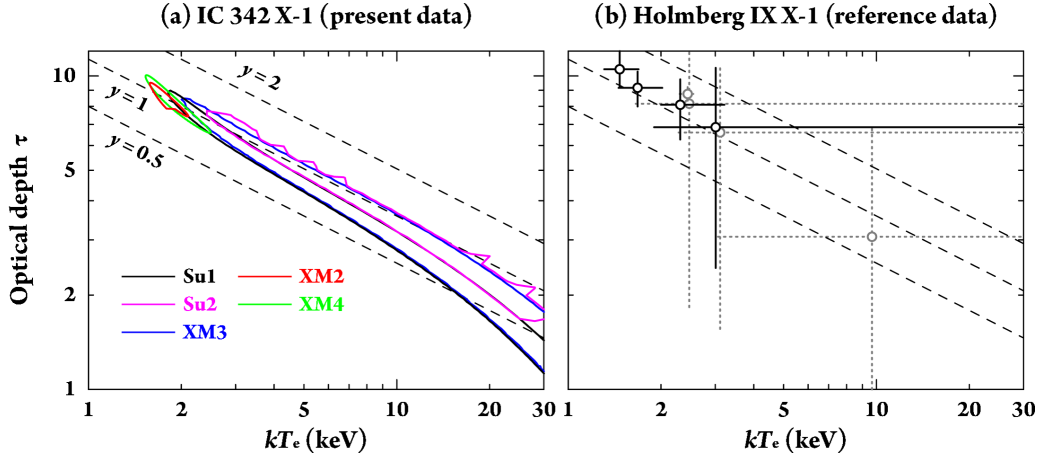 (a) IC 342 X-1 (present data)
(b) Holmberg IX X-1 (reference data)
Optical depth τ
10
5
2
1
y = 2
y = 1
y = 0.5
Su1
XM2
Su2
XM4
XM3
1 2 5 10 20 30
1 2 5 10 20 30
kTe (keV)
kTe (keV)